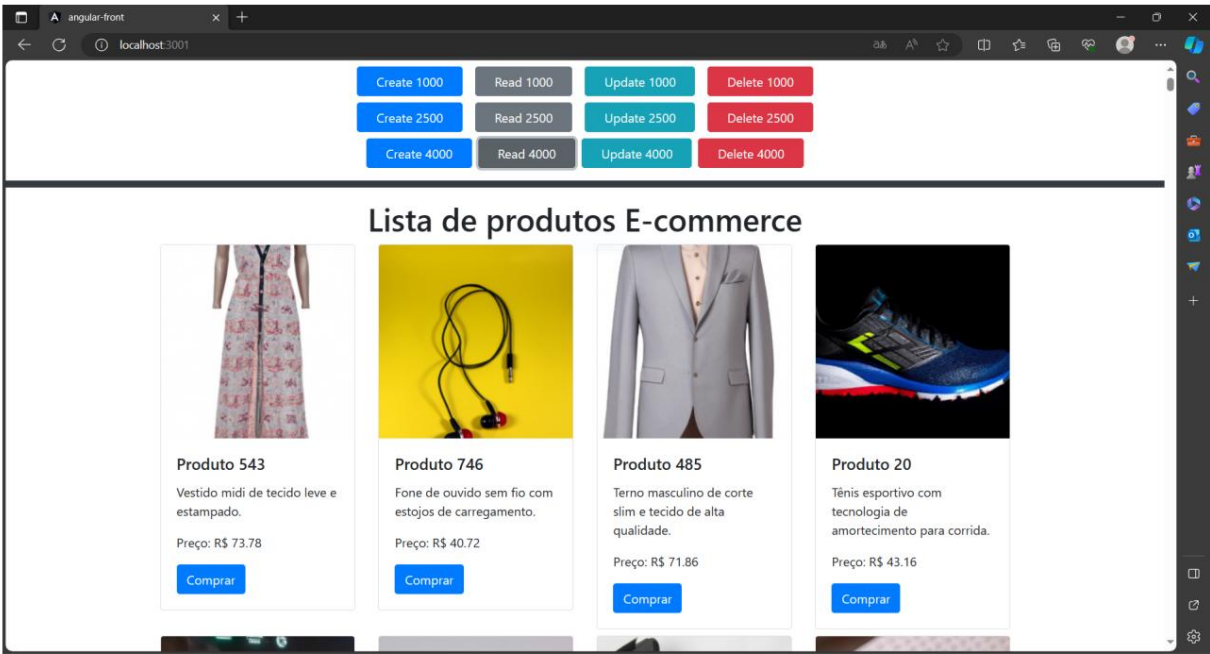 angular-front
localhost:3001
Create 1000 Read 1000 Update 1000 Delete 1000
Create 2500 Read 2500 Update 2500 Delete 2500
Create 4000 Read 4000 Update 4000 Delete 4000
Lista de produtos E-commerce
Produto 543
Vestido midi de tecido leve e
estampado.
Preço: R$ 73.78
Comprar
Produto 746
Fone de ouvido sem fio com
estojos de carregamento.
Preço: R$ 40.72
Comprar
Produto 485
Terno masculino de corte
slim e tecido de alta
qualidade.
Preço: R$ 71.86
Comprar
Produto 20
Tênis esportivo com
tecnologia de
amortecimento para corrida.
Preço: R$ 43.16
Comprar